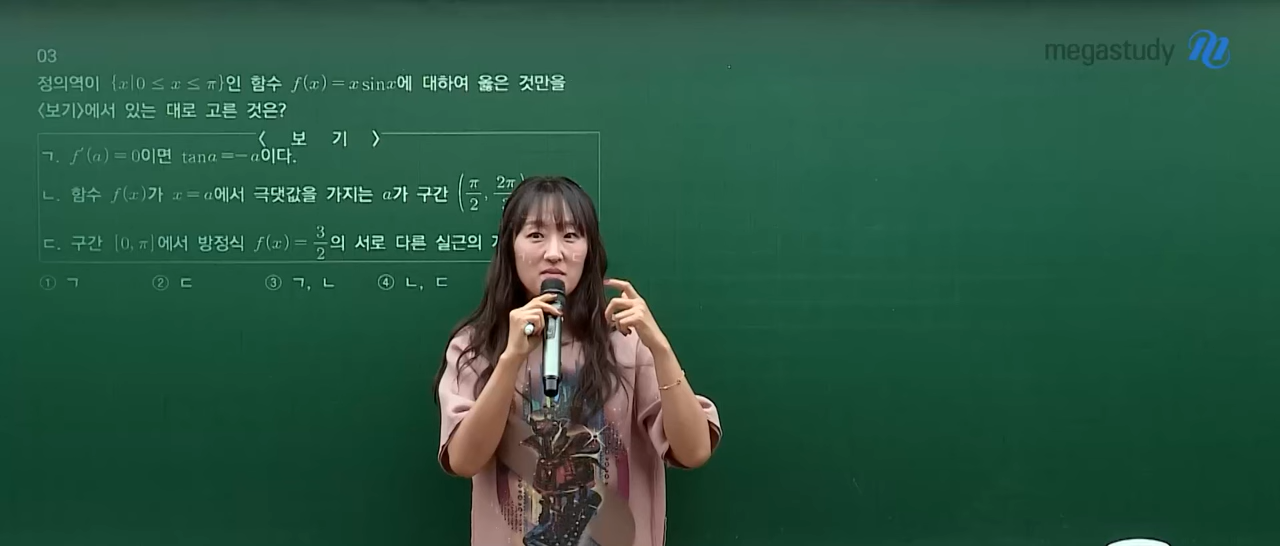 megastudy
03
정의역이 {x|0 ≤ x ≤ π}인 함수 f(x) = x sinx에 대하여 옳은 것만을
〈보기〉에서 있는 대로 고른 것은?
〈 보 기 〉
ㄱ. f′(a) = 0이면 tan a = −a이다.
ㄴ. 함수 f(x)가 x = a에서 극댓값을 가지는 a가 구간 (π/2, 2π
ㄷ. 구간 [0, π]에서 방정식 f(x) = 3/2의 서로 다른 실근의
① ㄱ ② ㄷ ③ ㄱ, ㄴ ④ ㄴ, ㄷ